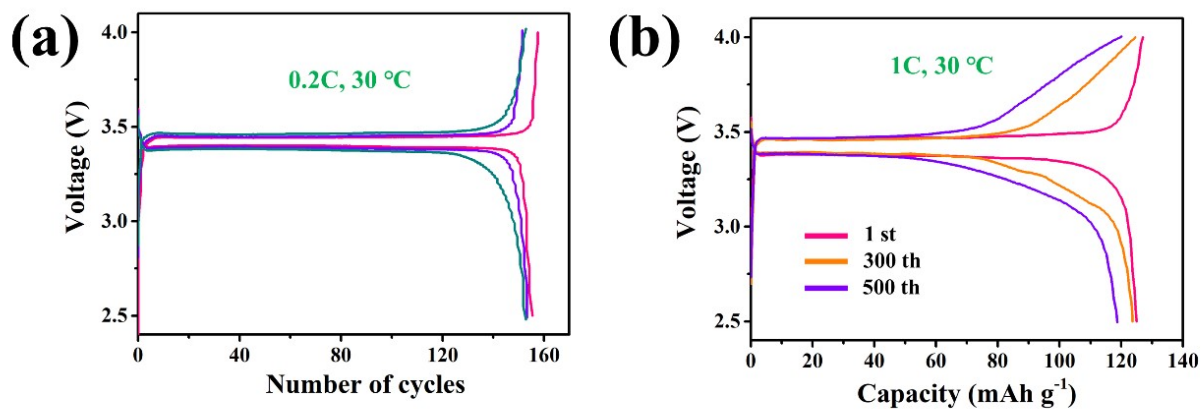 (a)
0.2C, 30 °C
Voltage (V)
4.0
3.5
3.0
2.5
0 40 80 120 160
Number of cycles
(b)
1C, 30 °C
Voltage (V)
4.0
3.5
3.0
2.5
1 st
300 th
500 th
0 20 40 60 80 100 120 140
Capacity (mAh g⁻¹)